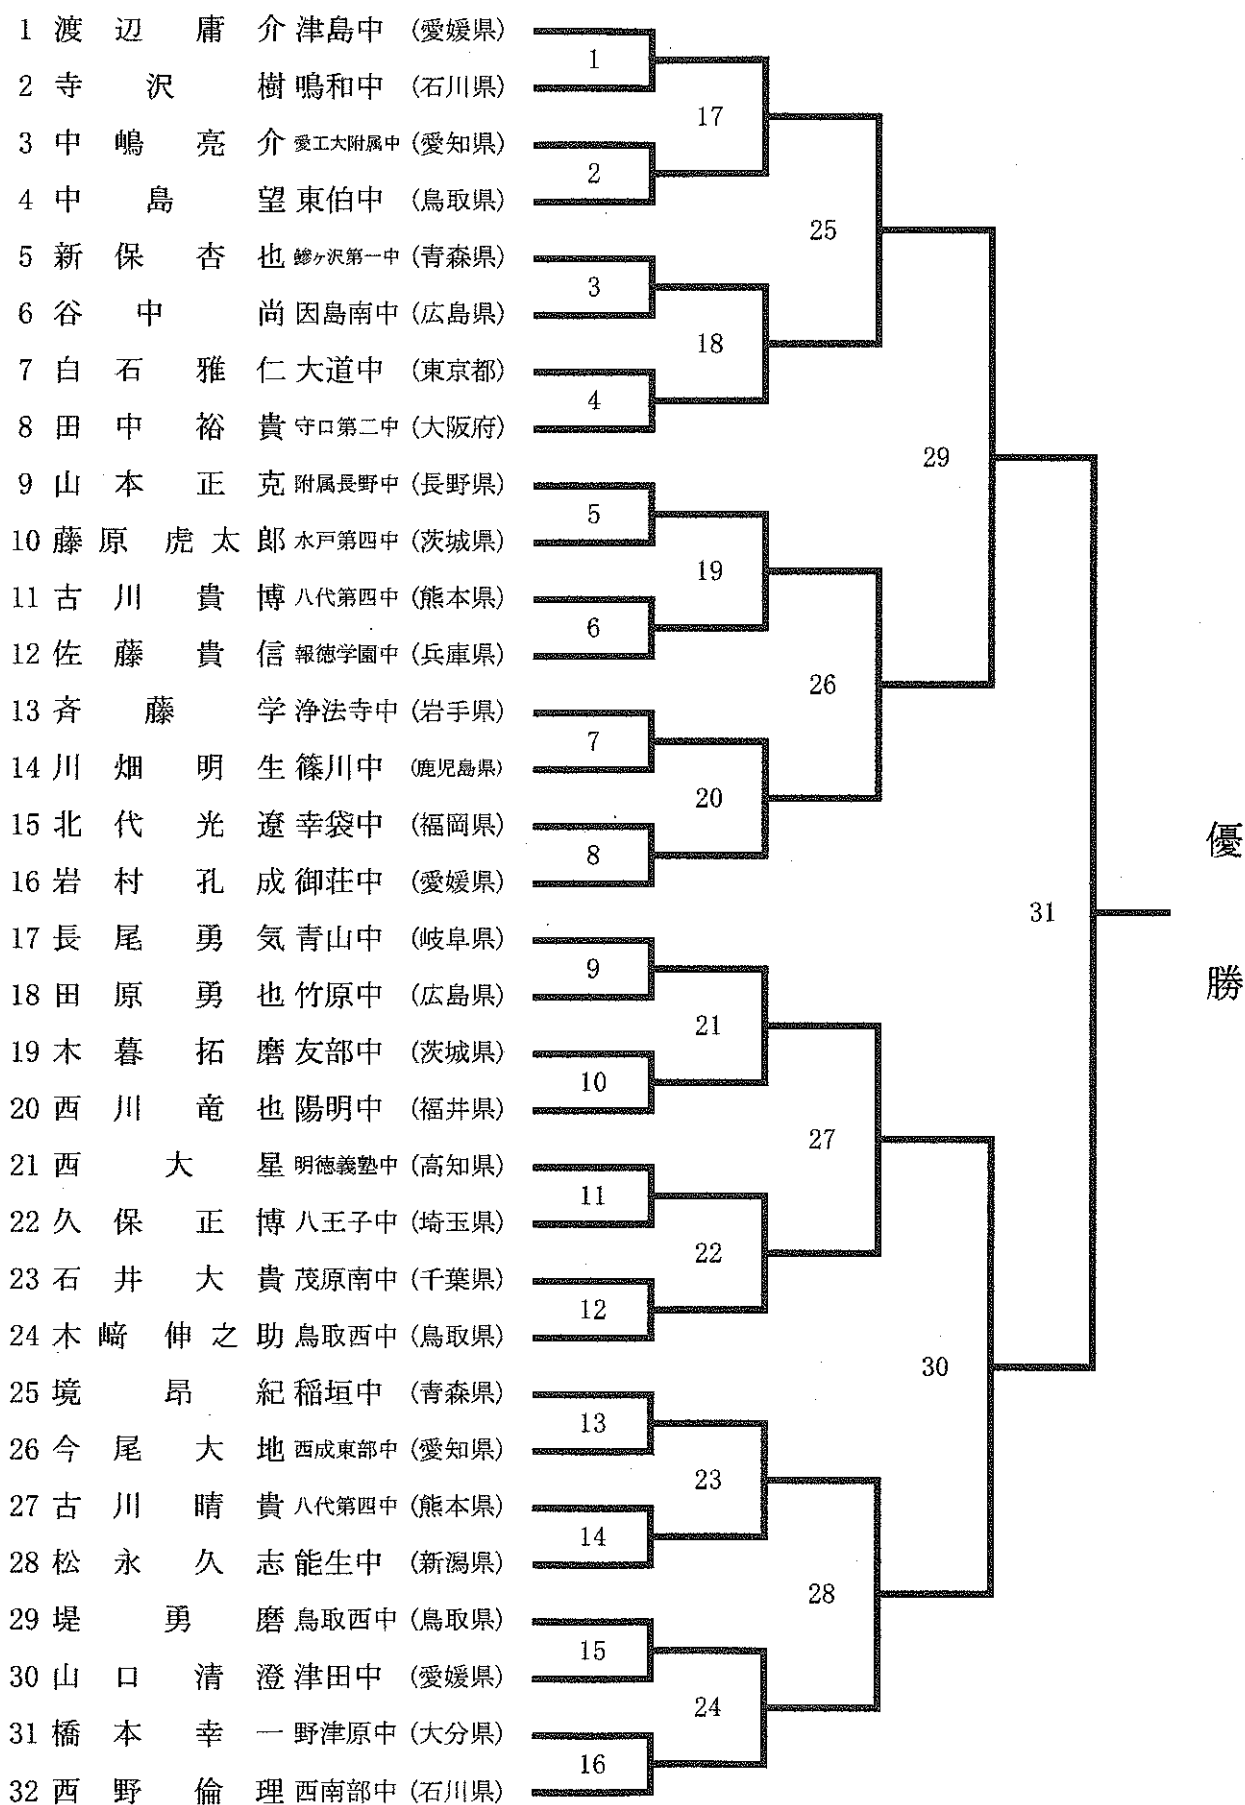 1 渡辺庸介 津島中 (愛媛県)
2 寺沢樹 鳴和中 (石川県)
3 中嶋亮介 愛工大附属中 (愛知県)
4 中島望 東伯中 (鳥取県)
5 新保杏也 鰺ヶ沢第一中 (青森県)
6 谷中尚 因島南中 (広島県)
7 白石雅仁 大道中 (東京都)
8 田中裕貴 守口第二中 (大阪府)
9 山本正克 附属長野中 (長野県)
10 藤原虎太郎 水戸第四中 (茨城県)
11 古川貴博 八代第四中 (熊本県)
12 佐藤貴信 報徳学園中 (兵庫県)
13 斉藤学 浄法寺中 (岩手県)
14 川畑明生 篠川中 (鹿児島県)
15 北代光遼 幸袋中 (福岡県)
16 岩村孔成 御荘中 (愛媛県)
17 長尾勇気 青山中 (岐阜県)
18 田原勇也 竹原中 (広島県)
19 木暮拓磨 友部中 (茨城県)
20 西川竜也 陽明中 (福井県)
21 西大星 明徳義塾中 (高知県)
22 久保正博 八王子中 (埼玉県)
23 石井大貴 茂原南中 (千葉県)
24 木﨑伸之助 鳥取西中 (鳥取県)
25 境昂紀 稲垣中 (青森県)
26 今尾大地 西成東部中 (愛知県)
27 古川晴貴 八代第四中 (熊本県)
28 松永久志 能生中 (新潟県)
29 堤勇磨 鳥取西中 (鳥取県)
30 山口清澄 津田中 (愛媛県)
31 橋本幸一 野津原中 (大分県)
32 西野倫理 西南部中 (石川県)
1
2
3
4
5
6
7
8
9
10
11
12
13
14
15
16
17
18
19
20
21
22
23
24
25
26
27
28
29
30
31
優勝